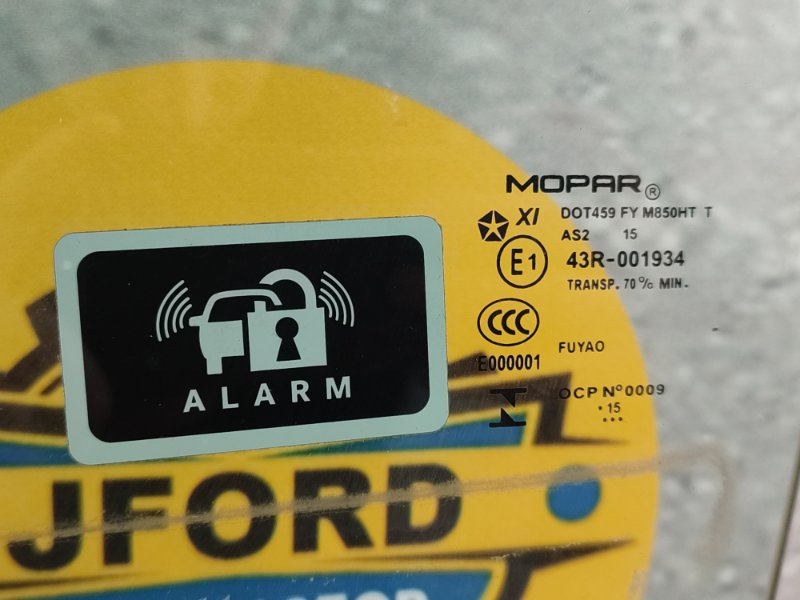 MOPAR®
XI DOT459 FY M850HT T
AS2 15
E1 43R-001934
TRANSP. 70% MIN.
CCC
E000001
FUYAO
OCP Nº0009
• 15
•••
ALARM
JFORD